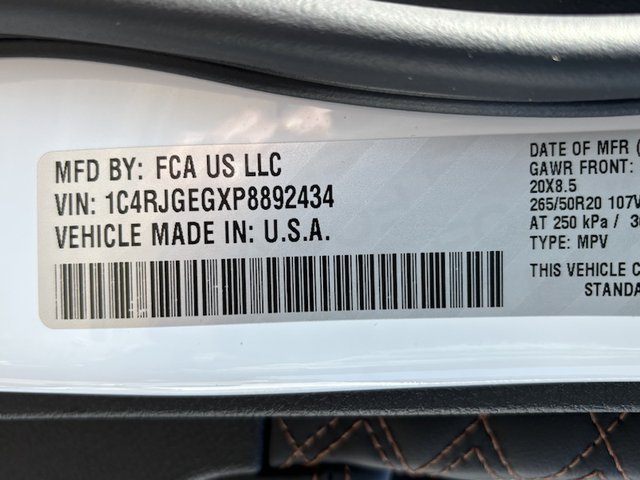 MFD BY: FCA US LLC
VIN: 1C4RJGEGXP8892434
VEHICLE MADE IN: U.S.A.
DATE OF MFR (
GAWR FRONT:
20X8.5
265/50R20 107V
AT 250 kPa /
TYPE: MPV
THIS VEHICLE